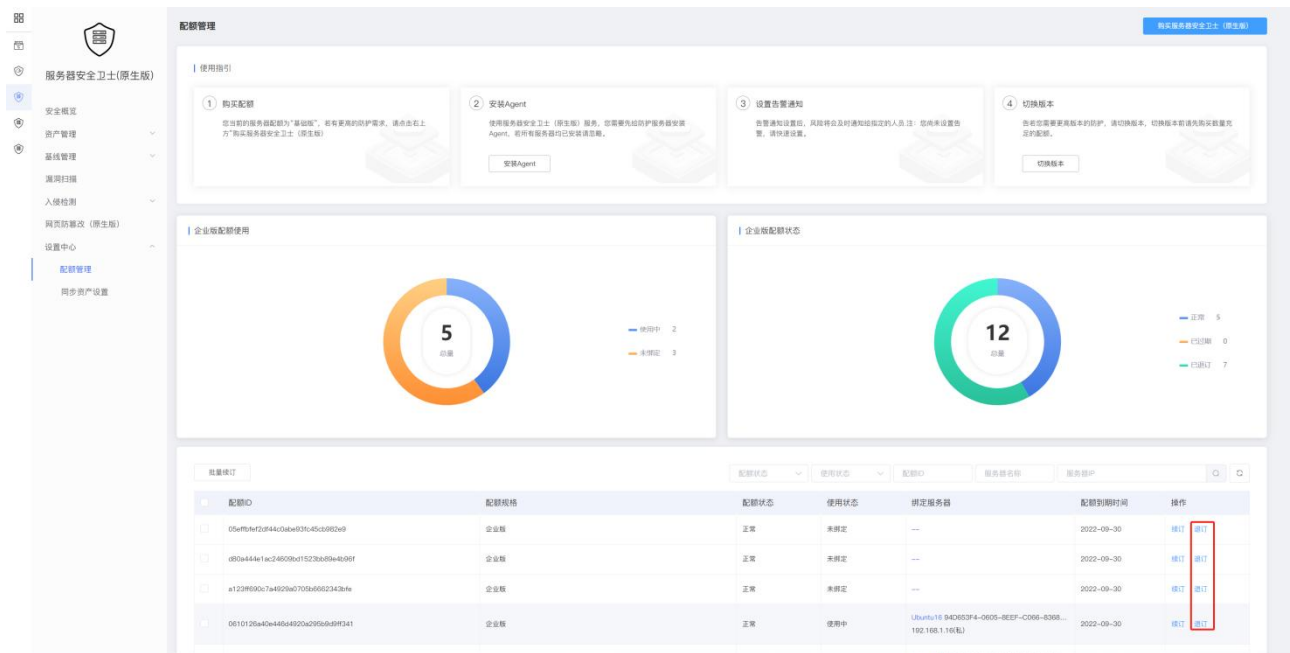 配额管理
购买服务器安全卫士（原生版）
服务器安全卫士(原生版)
安全概览
资产管理
基线管理
漏洞扫描
入侵检测
网页防篡改（原生版）
设置中心
配额管理
同步资产设置
使用指引
1 购买配额
您当前的服务器配额为"基础版"，若有更高的防护需求，请点击右上
方"购买服务器安全卫士（原生版）
2 安装Agent
使用服务器安全卫士（原生版）服务，您需要先给防护服务器安装
Agent，若所有服务器均已安装请忽略。
安装Agent
3 设置告警通知
告警通知设置后，风险将会及时通知给指定的人员.注：您尚未设置告
警，请快速设置。
4 切换版本
告若您需要更高版本的防护，请切换版本，切换版本前请先购买数量充
足的配额。
切换版本
企业版配额使用
5
总量
使用中 2
未绑定 3
企业版配额状态
12
总量
正常 5
已过期 0
已退订 7
批量续订
配额状态 使用状态 配额ID 服务器名称 服务器IP
配额ID 配额规格 配额状态 使用状态 绑定服务器 配额到期时间 操作
05effbfef2df44c0abe93fc45cb982e9 企业版 正常 未绑定 --- 2022-09-30 续订 退订
d80a444e1ac24609bd1523bb89e4b96f 企业版 正常 未绑定 --- 2022-09-30 续订 退订
a123ff690c7a4929a0705b6662343bfe 企业版 正常 未绑定 --- 2022-09-30 续订 退订
0610126a40e446d4920a295b9d9ff341 企业版 正常 使用中 Ubuntu16 94D653F4-0605-8EEF-C066-8368... 2022-09-30 续订 退订
192.168.1.16(私)